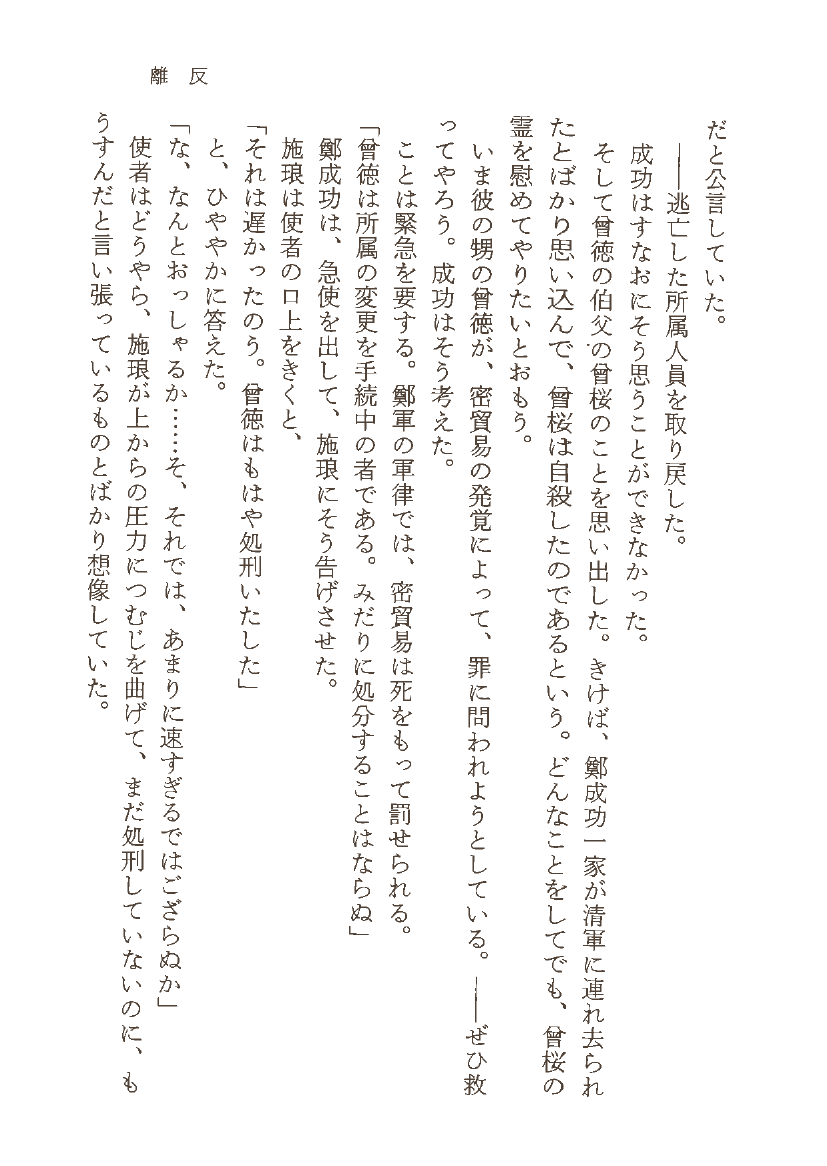 離反
だと公言していた。
――逃亡した所属人員を取り戻した。
成功はすなおにそう思うことができなかった。
そして曾徳の伯父の曾桜のことを思い出した。きけば、鄭成功一家が清軍に連れ去られ
たとばかり思い込んで、曾桜は自殺したのであるという。どんなことをしてでも、曾桜の
霊を慰めてやりたいとおもう。
いま彼の甥の曾徳が、密貿易の発覚によって、罪に問われようとしている。――ぜひ救
ってやろう。成功はそう考えた。
ことは緊急を要する。鄭軍の軍律では、密貿易は死をもって罰せられる。
「曾徳は所属の変更を手続中の者である。みだりに処分することはならぬ」
鄭成功は、急使を出して、施琅にそう告げさせた。
施琅は使者の口上をきくと、
「それは遅かったのう。曾徳はもはや処刑いたした」
と、ひややかに答えた。
「な、なんとおっしゃるか……そ、それでは、あまりに速すぎるではござらぬか」
使者はどうやら、施琅が上からの圧力につむじを曲げて、まだ処刑していないのに、も
うすんだと言い張っているものとばかり想像していた。